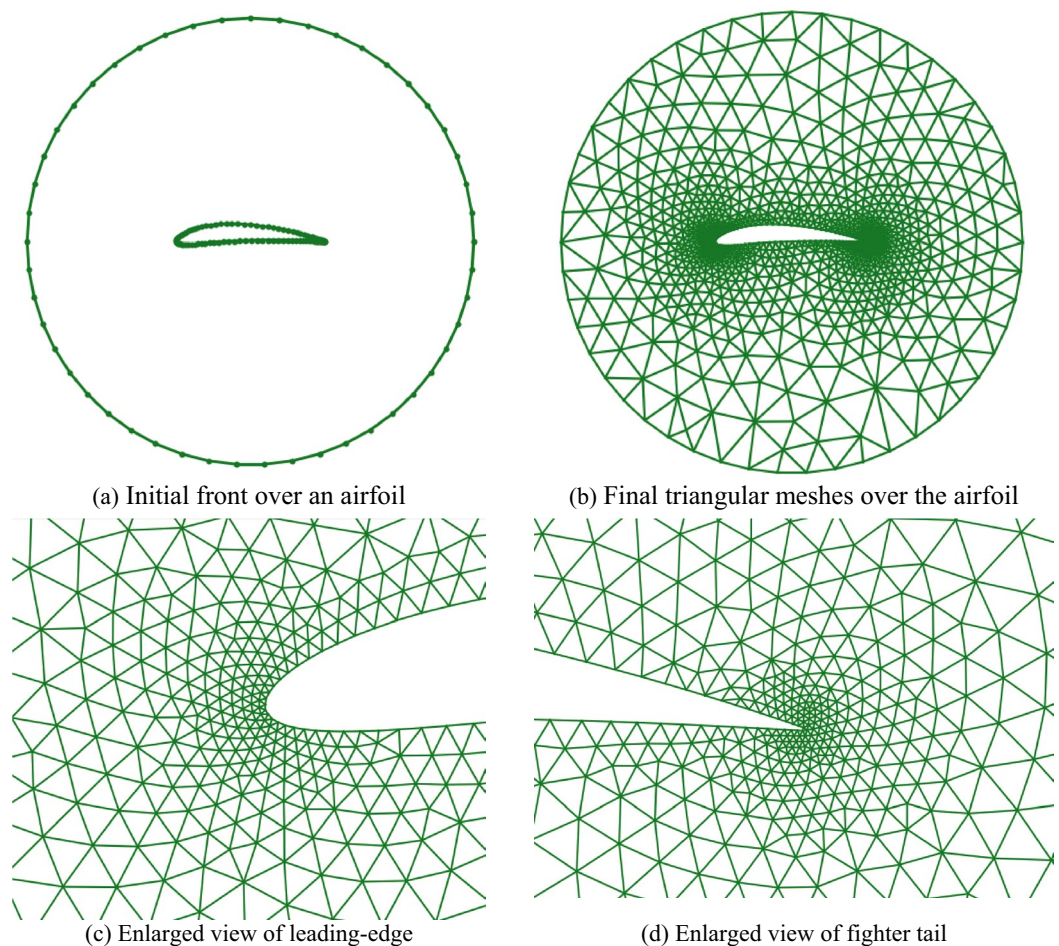 (a) Initial front over an airfoil
(b) Final triangular meshes over the airfoil
(c) Enlarged view of leading-edge
(d) Enlarged view of fighter tail